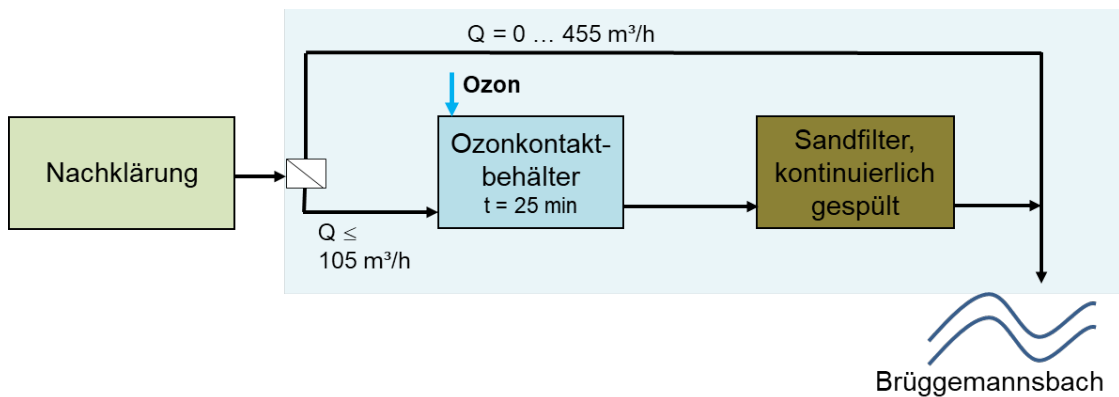 Q = 0 … 455 m³/h
Ozon
Nachklärung
Ozonkontakt-
behälter
t = 25 min
Sandfilter,
kontinuierlich
gespült
Q ≤
105 m³/h
Brüggemannsbach